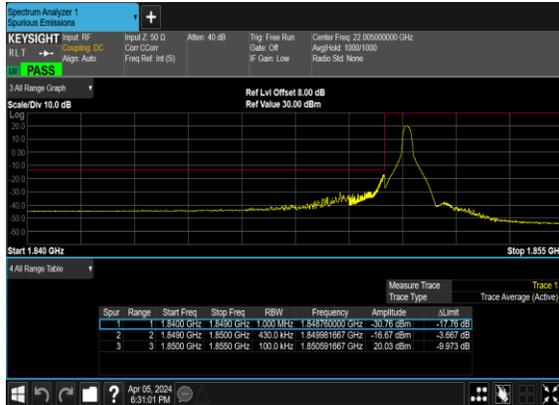 Spectrum Analyzer 1
Spurious Emissions
+
KEYSIGHT Input: RF Input Z: 50 Ω Atten: 40 dB Trig: Free Run Center Freq: 22.005000000 GHz
RLT Coupling: DC Corr CCorr Gate: Off Avg|Hold: 1000/1000
Align: Auto Freq Ref: Int (S) IF Gain: Low Radio Std: None
PASS
3 All Range Graph
Ref Lvl Offset 8.00 dB
Scale/Div 10.0 dB Ref Value 30.00 dBm
Log
20.0
10.0
0.00
-10.0
-20.0
-30.0
-40.0
-50.0
-60.0
Start 1.840 GHz Stop 1.855 GH
4 All Range Table
Measure Trace Trace 1
Trace Type Trace Average (Active)
Spur Range Start Freq Stop Freq RBW Frequency Amplitude ΔLimit
1 1 1.8400 GHz 1.8490 GHz 1.000 MHz 1.848760000 GHz -30.76 dBm -17.76 dB
2 2 1.8490 GHz 1.8500 GHz 430.0 kHz 1.849981667 GHz -16.67 dBm -3.667 dB
3 3 1.8500 GHz 1.8550 GHz 100.0 kHz 1.850591667 GHz 20.03 dBm -9.973 dB
? Apr 05, 2024
6:31:01 PM